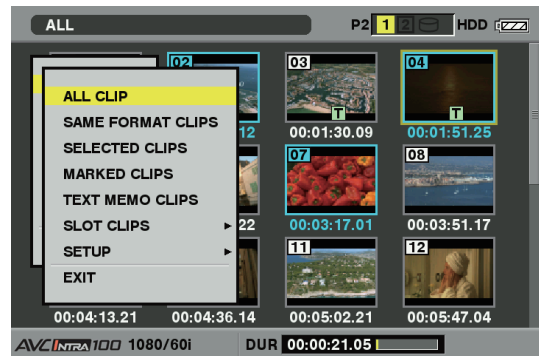 ALL P2 1 2 HDD
02 03 04
12 00:01:30.09 00:01:51.25
T T
ALL CLIP
SAME FORMAT CLIPS
SELECTED CLIPS
MARKED CLIPS
TEXT MEMO CLIPS
SLOT CLIPS
SETUP
EXIT
07 08
22 00:03:17.01 00:03:51.17
11 12
00:04:13.21 00:04:36.14 00:05:02.21 00:05:47.04
AVC INTRA 100 1080/60i DUR 00:00:21.05